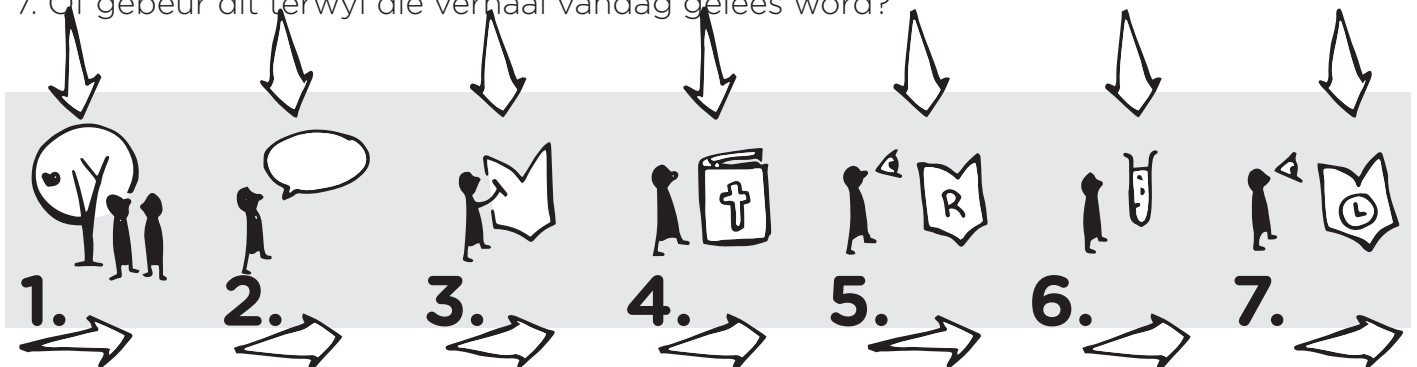 7. Of gebeur dit terwyl die verhaal vandag gelees word?
R
1. 2. 3. 4. 5. 6. 7.